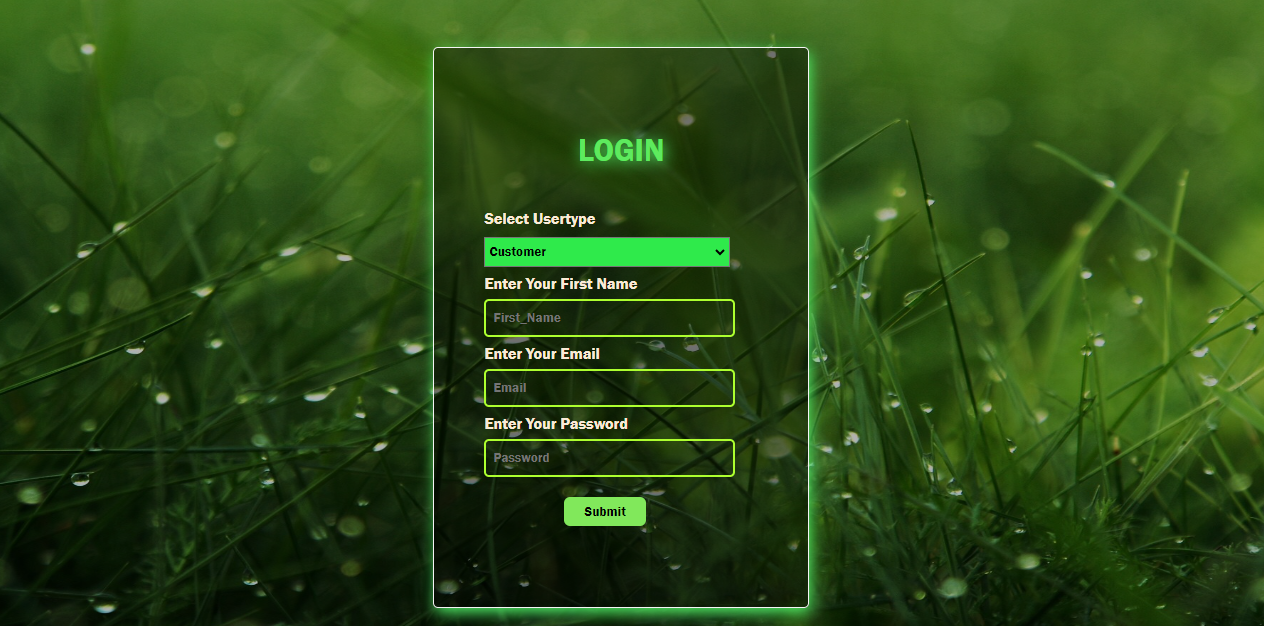 LOGIN
Select Usertype
Customer
Enter Your First Name
First_Name
Enter Your Email
Email
Enter Your Password
Password
Submit